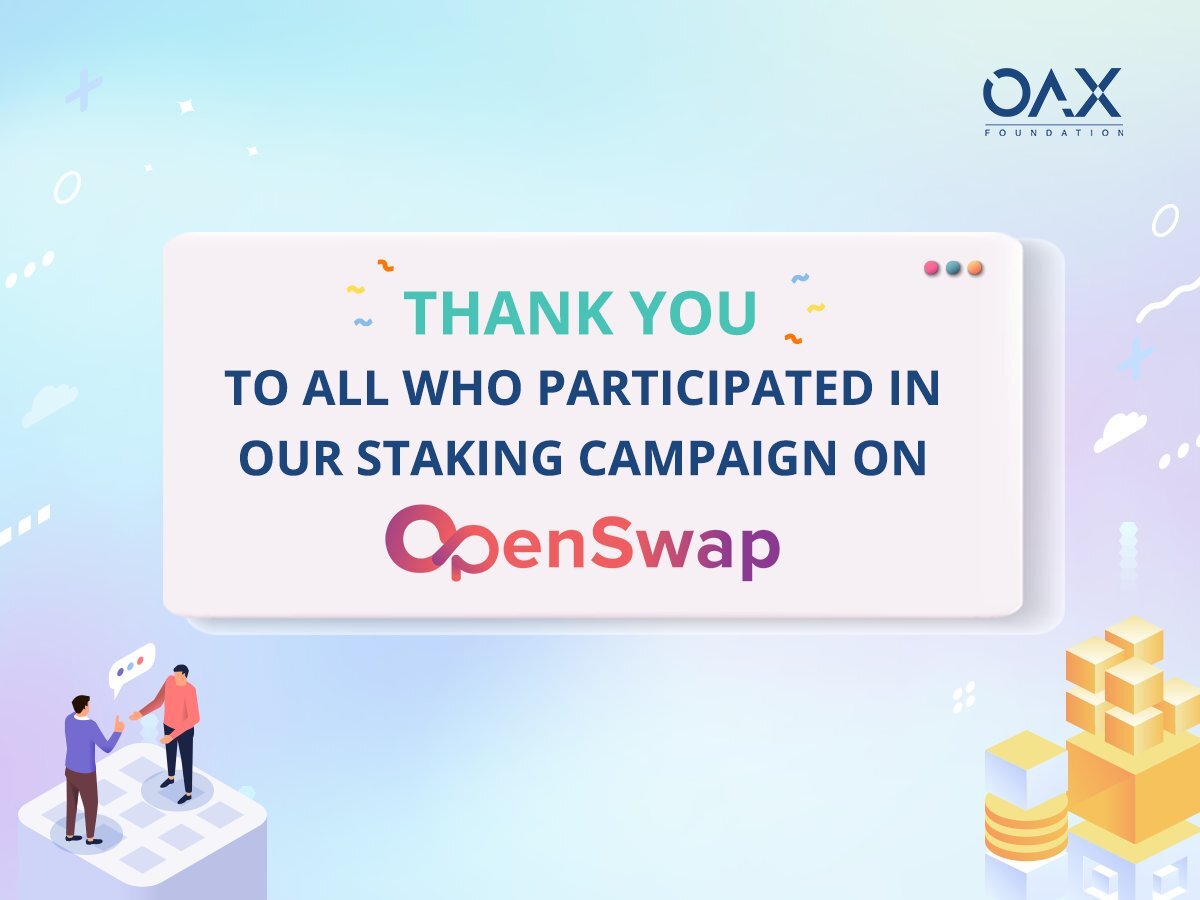 OAX
FOUNDATION
THANK YOU
TO ALL WHO PARTICIPATED IN
OUR STAKING CAMPAIGN ON
OpenSwap